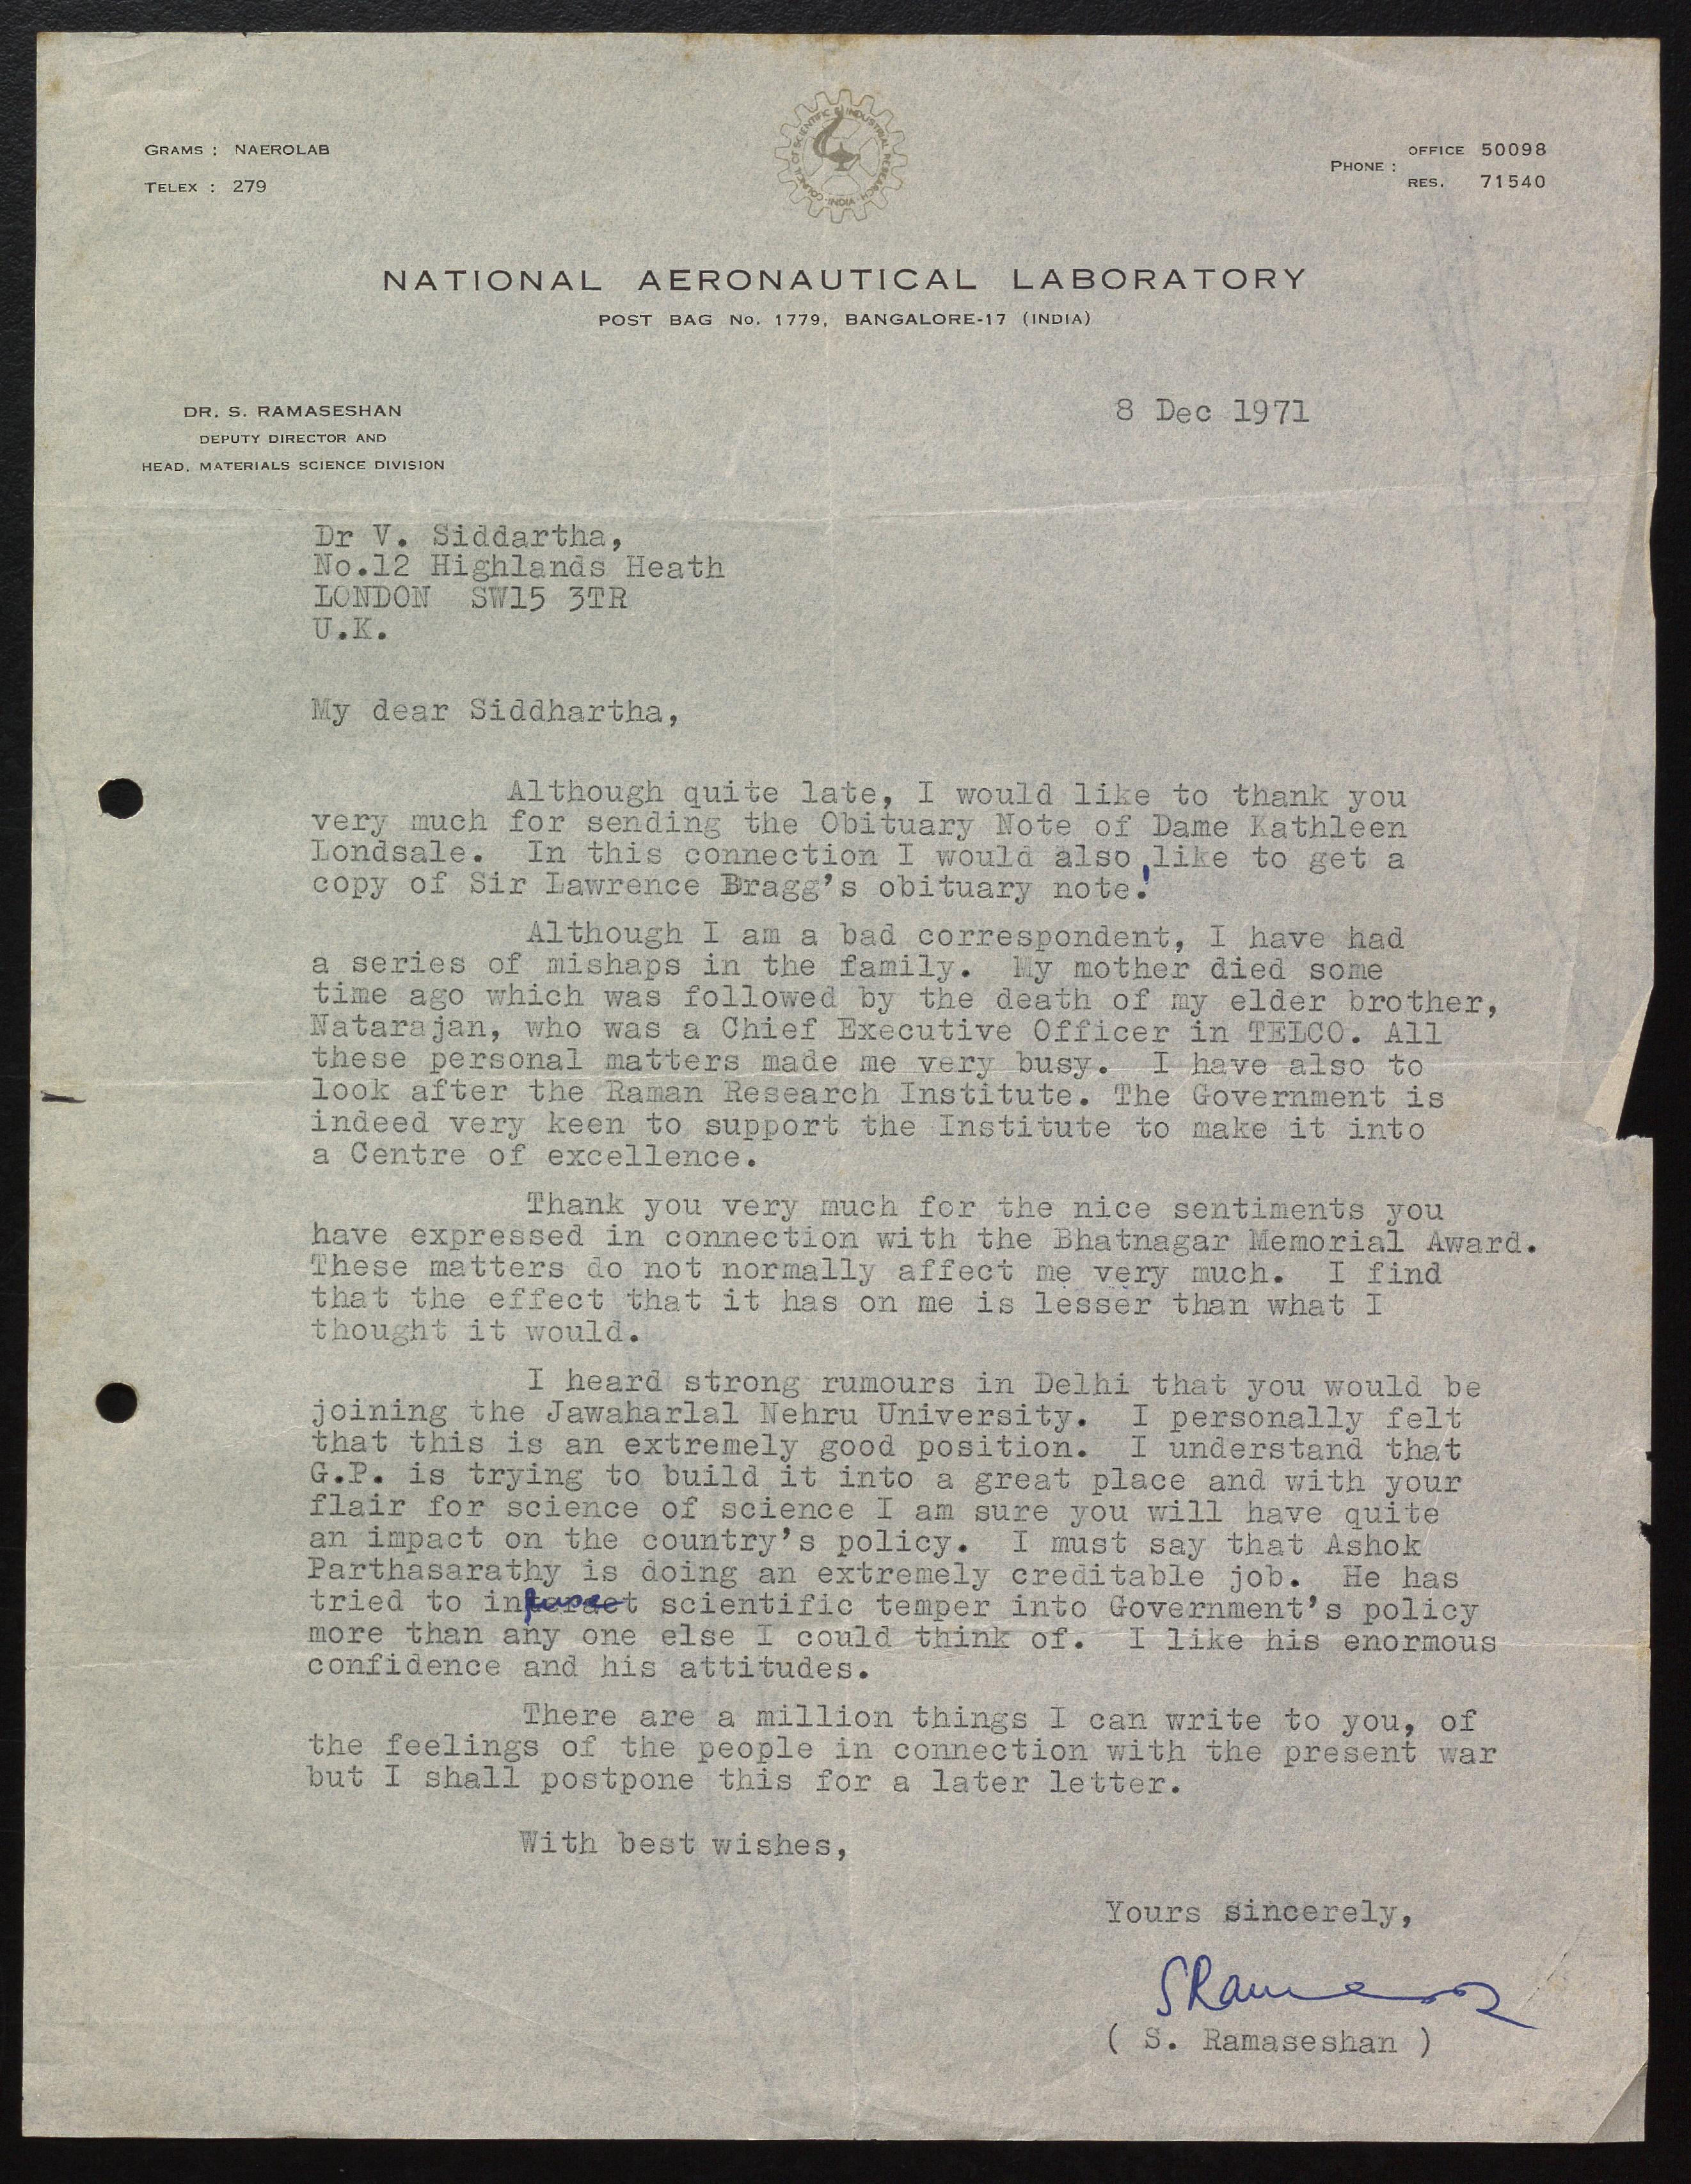 GRAMS : NAEROLAB
TELEX : 279
COUNCIL OF SCIENTIFIC & INDUSTRIAL RESEARCH · INDIA ·
PHONE : OFFICE 50098
RES. 71540
NATIONAL AERONAUTICAL LABORATORY
POST BAG No. 1779, BANGALORE-17 (INDIA)
DR. S. RAMASESHAN
DEPUTY DIRECTOR AND
HEAD, MATERIALS SCIENCE DIVISION
8 Dec 1971
Dr V. Siddartha,
No.12 Highlands Heath
LONDON SW15 3TR
U.K.
My dear Siddhartha,
Although quite late, I would like to thank you
very much for sending the Obituary Note of Dame Kathleen
Londsale. In this connection I would also like to get a
copy of Sir Lawrence Bragg's obituary note!
Although I am a bad correspondent, I have had
a series of mishaps in the family. My mother died some
time ago which was followed by the death of my elder brother,
Natarajan, who was a Chief Executive Officer in TELCO. All
these personal matters made me very busy. I have also to
look after the Raman Research Institute. The Government is
indeed very keen to support the Institute to make it into
a Centre of excellence.
Thank you very much for the nice sentiments you
have expressed in connection with the Bhatnagar Memorial Award.
These matters do not normally affect me very much. I find
that the effect that it has on me is lesser than what I
thought it would.
I heard strong rumours in Delhi that you would be
joining the Jawaharlal Nehru University. I personally felt
that this is an extremely good position. I understand that
G.P. is trying to build it into a great place and with your
flair for science of science I am sure you will have quite
an impact on the country's policy. I must say that Ashok
Parthasarathy is doing an extremely creditable job. He has
tried to infuse scientific temper into Government's policy
more than any one else I could think of. I like his enormous
confidence and his attitudes.
There are a million things I can write to you, of
the feelings of the people in connection with the present war
but I shall postpone this for a later letter.
With best wishes,
Yours sincerely,
SRamaseshan
( S. Ramaseshan )